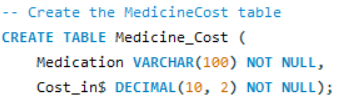 -- Create the MedicineCost table
CREATE TABLE Medicine_Cost (
    Medication VARCHAR(100) NOT NULL,
    Cost_in$ DECIMAL(10, 2) NOT NULL);